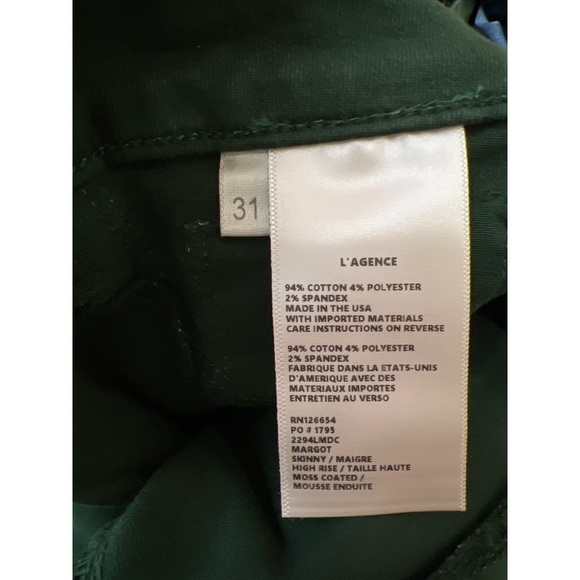 31
L'AGENCE
94% COTTON 4% POLYESTER
2% SPANDEX
MADE IN THE USA
WITH IMPORTED MATERIALS
CARE INSTRUCTIONS ON REVERSE
94% COTON 4% POLYESTER
2% SPANDEX
FABRIQUE DANS LA ETATS-UNIS
D'AMERIQUE AVEC DES
MATERIAUX IMPORTES
ENTRETIEN AU VERSO
RN126654
PO # 1795
2294LMDC
MARGOT
SKINNY / MAIGRE
HIGH RISE / TAILLE HAUTE
MOSS COATED /
MOUSSE ENDUITE